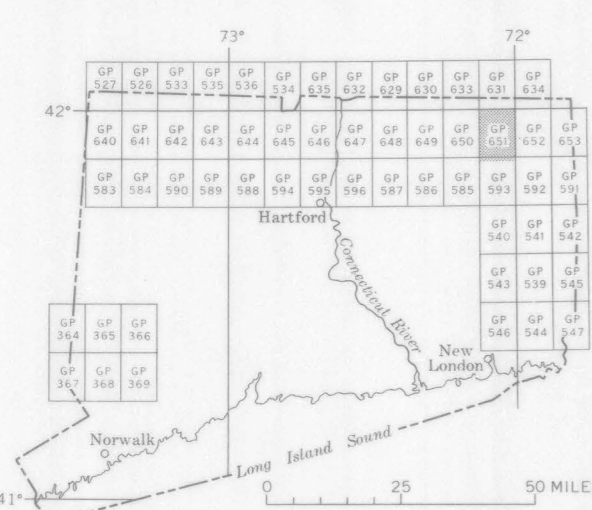 73° 72°
GP 527 GP 526 GP 533 GP 535 GP 536 GP 534 GP 635 GP 632 GP 629 GP 630 GP 633 GP 631 GP 634
42°
GP 640 GP 641 GP 642 GP 643 GP 644 GP 645 GP 646 GP 647 GP 648 GP 649 GP 650 GP 651 GP 652 GP 653
GP 583 GP 584 GP 590 GP 589 GP 588 GP 594 GP 595 GP 596 GP 587 GP 586 GP 585 GP 593 GP 592 GP 591
Hartford
GP 540 GP 541 GP 542
Connecticut River
GP 543 GP 539 GP 545
GP 364 GP 365 GP 366
GP 546 GP 544 GP 547
GP 367 GP 368 GP 369
New
London
Norwalk
Long Island Sound
41°
0 25 50 MILE